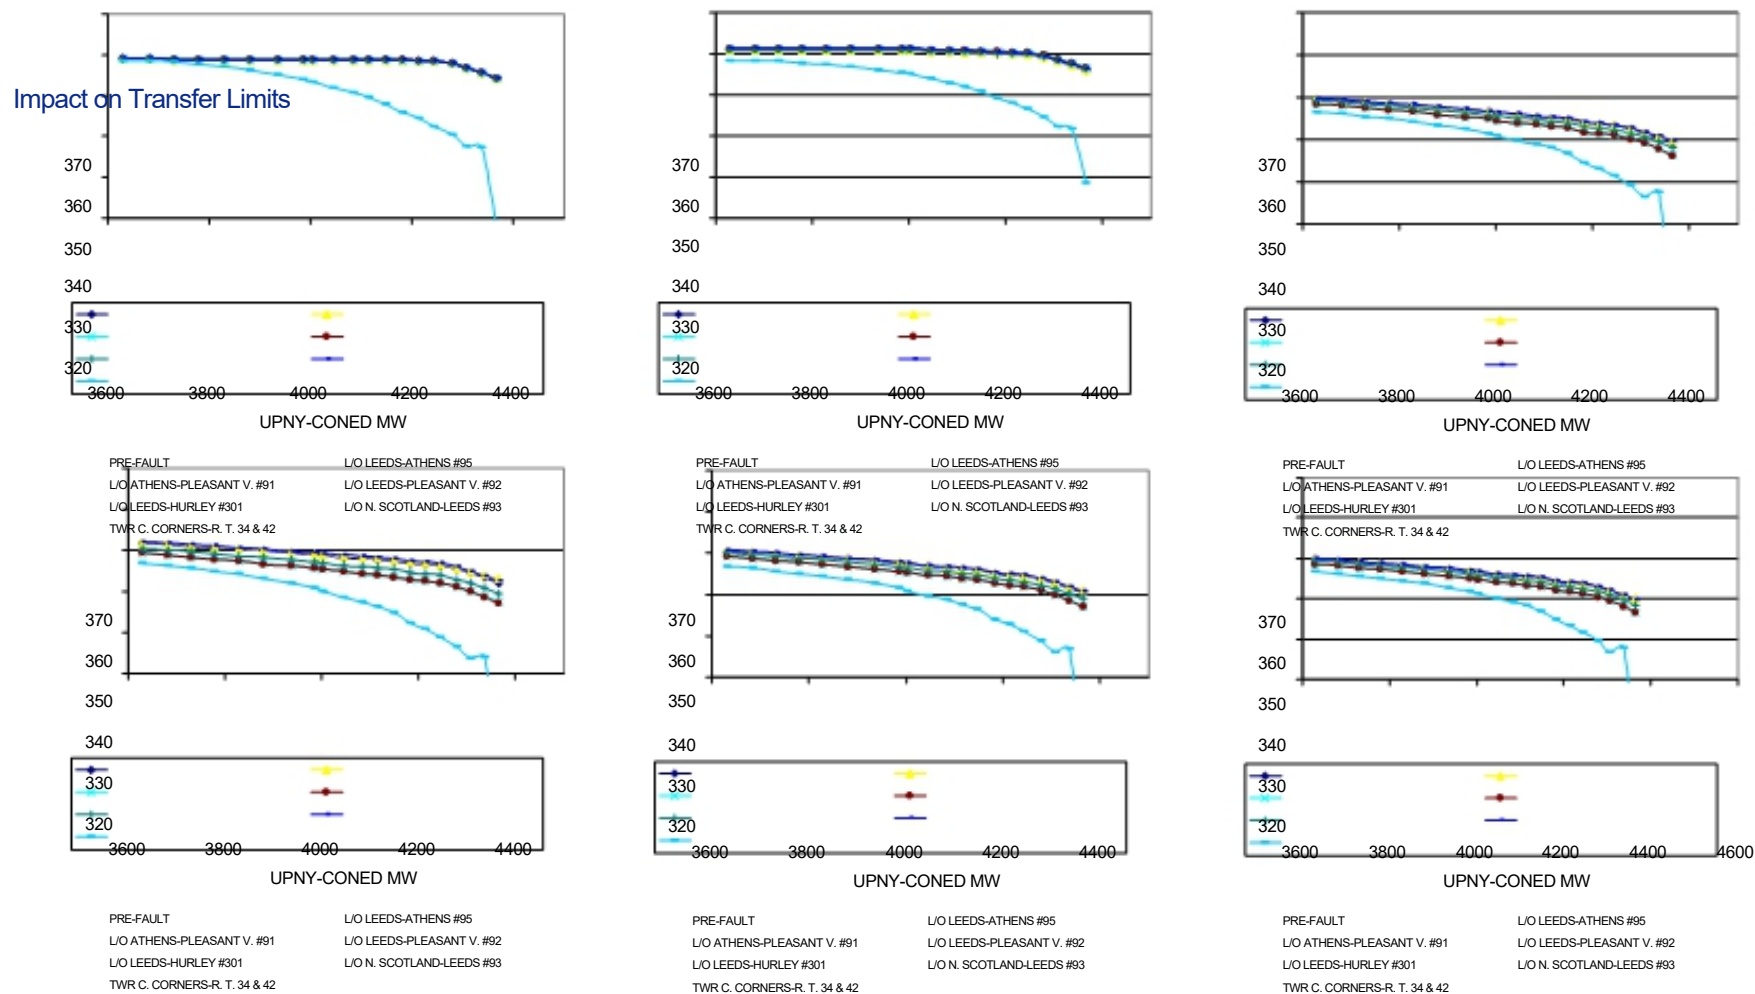 Impact on Transfer Limits
370
360
350
340
330
320
3600 3800 4000 4200 4400
UPNY-CONED MW
PRE-FAULT L/O LEEDS-ATHENS #95
L/O ATHENS-PLEASANT V. #91 L/O LEEDS-PLEASANT V. #92
L/O LEEDS-HURLEY #301 L/O N. SCOTLAND-LEEDS #93
TWR C. CORNERS-R. T. 34 & 42
370
360
350
340
330
320
3600 3800 4000 4200 4400
UPNY-CONED MW
PRE-FAULT L/O LEEDS-ATHENS #95
L/O ATHENS-PLEASANT V. #91 L/O LEEDS-PLEASANT V. #92
L/O LEEDS-HURLEY #301 L/O N. SCOTLAND-LEEDS #93
TWR C. CORNERS-R. T. 34 & 42
370
360
350
340
330
320
3600 3800 4000 4200 4400
UPNY-CONED MW
PRE-FAULT L/O LEEDS-ATHENS #95
L/O ATHENS-PLEASANT V. #91 L/O LEEDS-PLEASANT V. #92
L/O LEEDS-HURLEY #301 L/O N. SCOTLAND-LEEDS #93
TWR C. CORNERS-R. T. 34 & 42
370
360
350
340
330
320
3600 3800 4000 4200 4400
UPNY-CONED MW
PRE-FAULT L/O LEEDS-ATHENS #95
L/O ATHENS-PLEASANT V. #91 L/O LEEDS-PLEASANT V. #92
L/O LEEDS-HURLEY #301 L/O N. SCOTLAND-LEEDS #93
TWR C. CORNERS-R. T. 34 & 42
370
360
350
340
330
320
3600 3800 4000 4200 4400
UPNY-CONED MW
PRE-FAULT L/O LEEDS-ATHENS #95
L/O ATHENS-PLEASANT V. #91 L/O LEEDS-PLEASANT V. #92
L/O LEEDS-HURLEY #301 L/O N. SCOTLAND-LEEDS #93
TWR C. CORNERS-R. T. 34 & 42
370
360
350
340
330
320
3600 3800 4000 4200 4400 4600
UPNY-CONED MW
PRE-FAULT L/O LEEDS-ATHENS #95
L/O ATHENS-PLEASANT V. #91 L/O LEEDS-PLEASANT V. #92
L/O LEEDS-HURLEY #301 L/O N. SCOTLAND-LEEDS #93
TWR C. CORNERS-R. T. 34 & 42